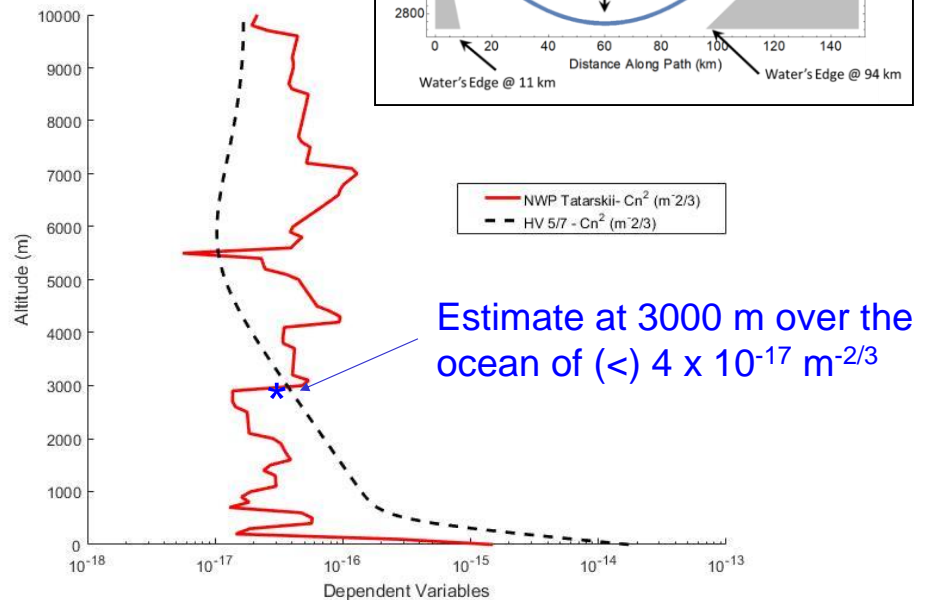 2800
0 20 40 60 80 100 120 140
Distance Along Path (km)
Water's Edge @ 11 km
Water's Edge @ 94 km
10000
9000
8000
7000
6000
5000
4000
3000
2000
1000
0
Altitude (m)
NWP Tatarskii- Cn² (m⁻2/3)
HV 5/7 - Cn² (m⁻2/3)
Estimate at 3000 m over the
ocean of (<) 4 x 10⁻¹⁷ m⁻²/³
*
10⁻¹⁸ 10⁻¹⁷ 10⁻¹⁶ 10⁻¹⁵ 10⁻¹⁴ 10⁻¹³
Dependent Variables